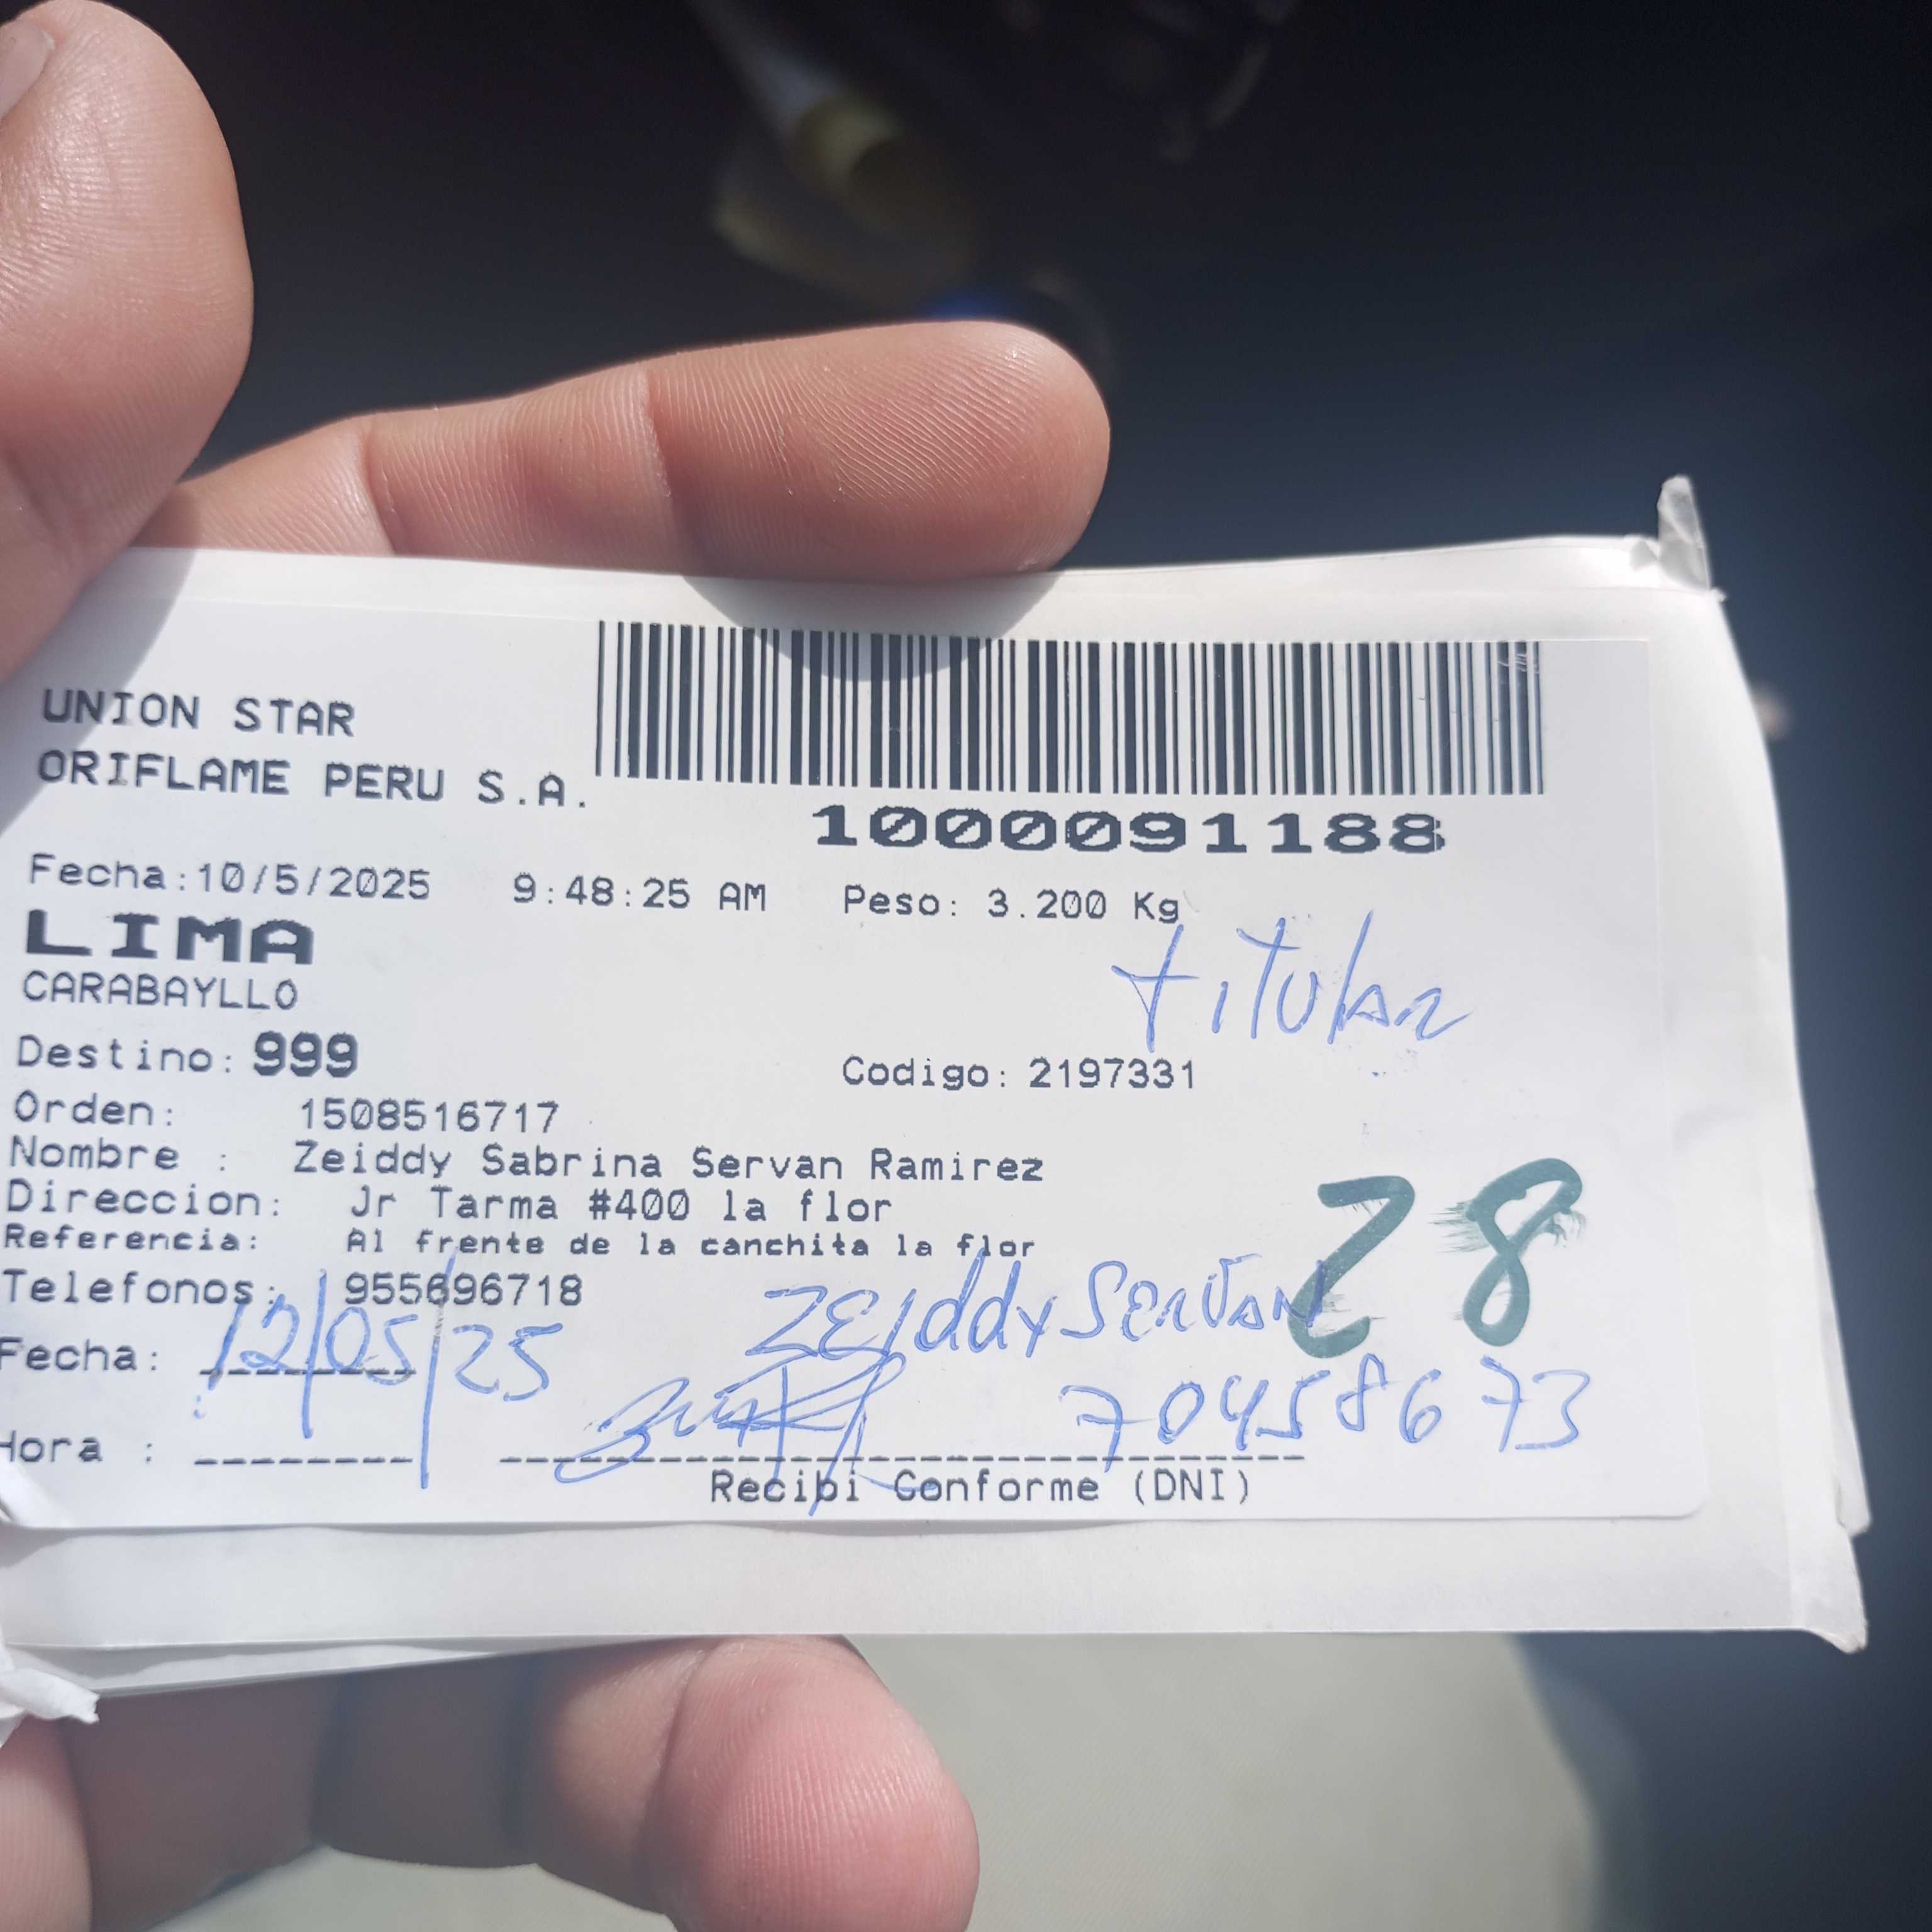 UNION STAR
ORIFLAME PERU S.A.
1000091188
Fecha:10/5/2025 9:48:25 AM Peso: 3.200 Kg
LIMA
titular
CARABAYLLO
Destino: 999
Codigo: 2197331
Orden: 1508516717
Nombre : Zeiddy Sabrina Servan Ramirez
Direccion: Jr Tarma #400 la flor
28
Referencia: Al frente de la canchita la flor
Telefonos: 955696718
ZEIddy SERVAN
Fecha: 12/05/25
70458673
Hora :
Recibi Conforme (DNI)